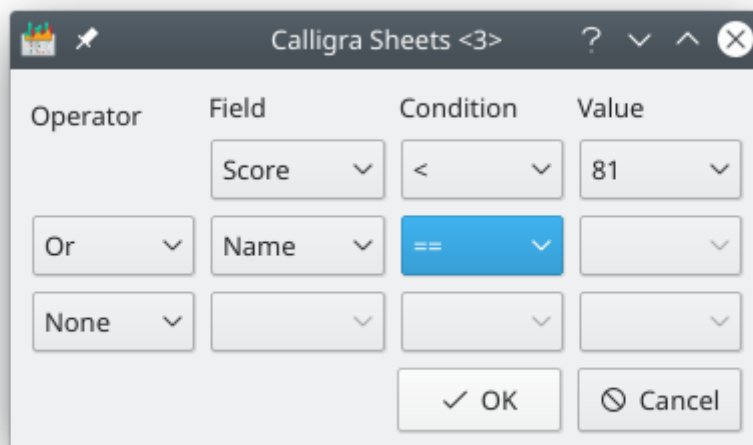 Calligra Sheets <3>
Operator Field Condition Value
Score < 81
Or Name ==
None
OK Cancel